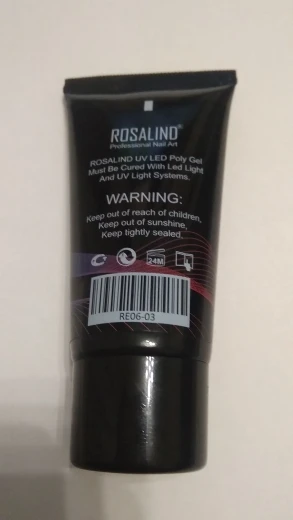 ROSALIND®
Professional Nail Art
ROSALIND UV LED Poly Gel
Must Be Cured With Led Light
And UV Light Systems.
WARNING:
Keep out of reach of children,
Keep out of sunshine,
Keep tightly sealed.
24M
RE06-03